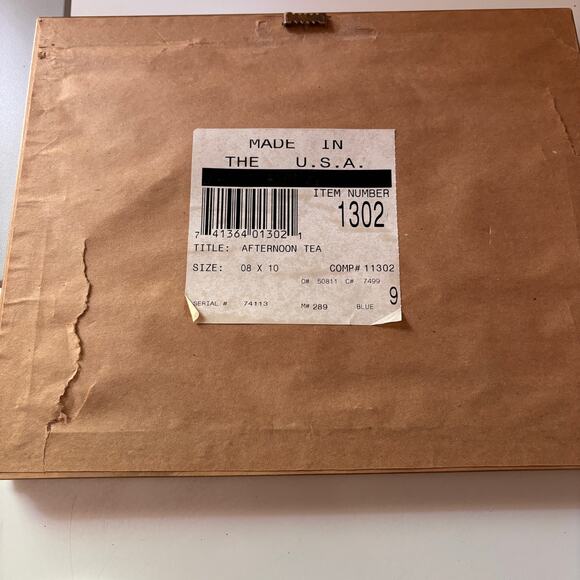 MADE IN
THE U.S.A.
ITEM NUMBER
1302
7 41364 01302 1
TITLE: AFTERNOON TEA
SIZE: 08 X 10 COMP# 11302
C# 7499
SERIAL # 74113 M# 289 BLUE 9